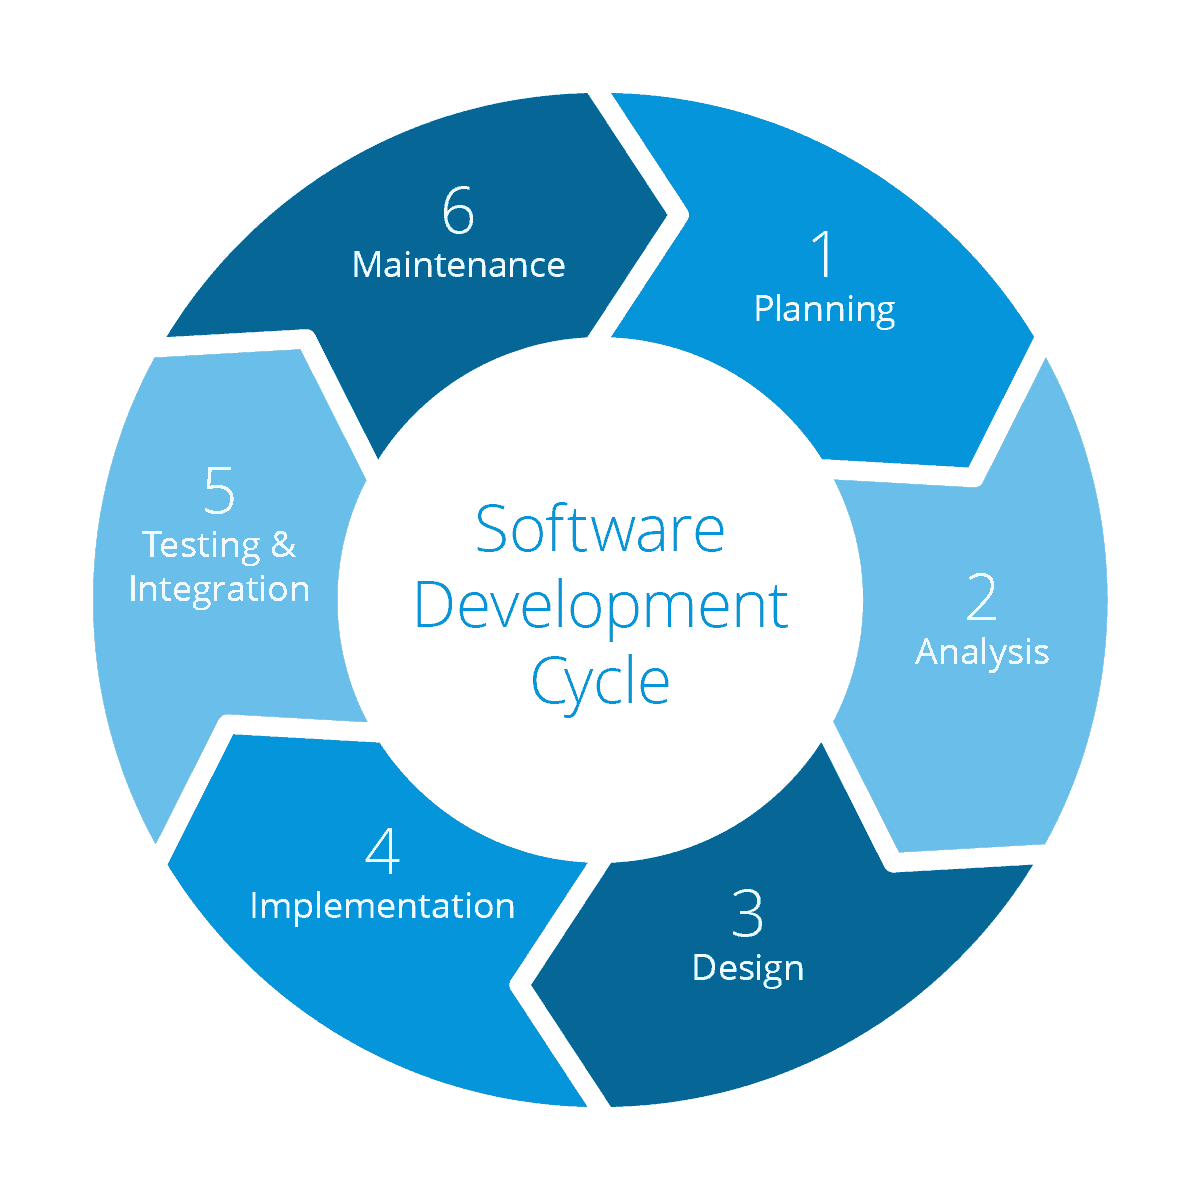 Software
Development
Cycle
1
Planning
2
Analysis
3
Design
4
Implementation
5
Testing &
Integration
6
Maintenance